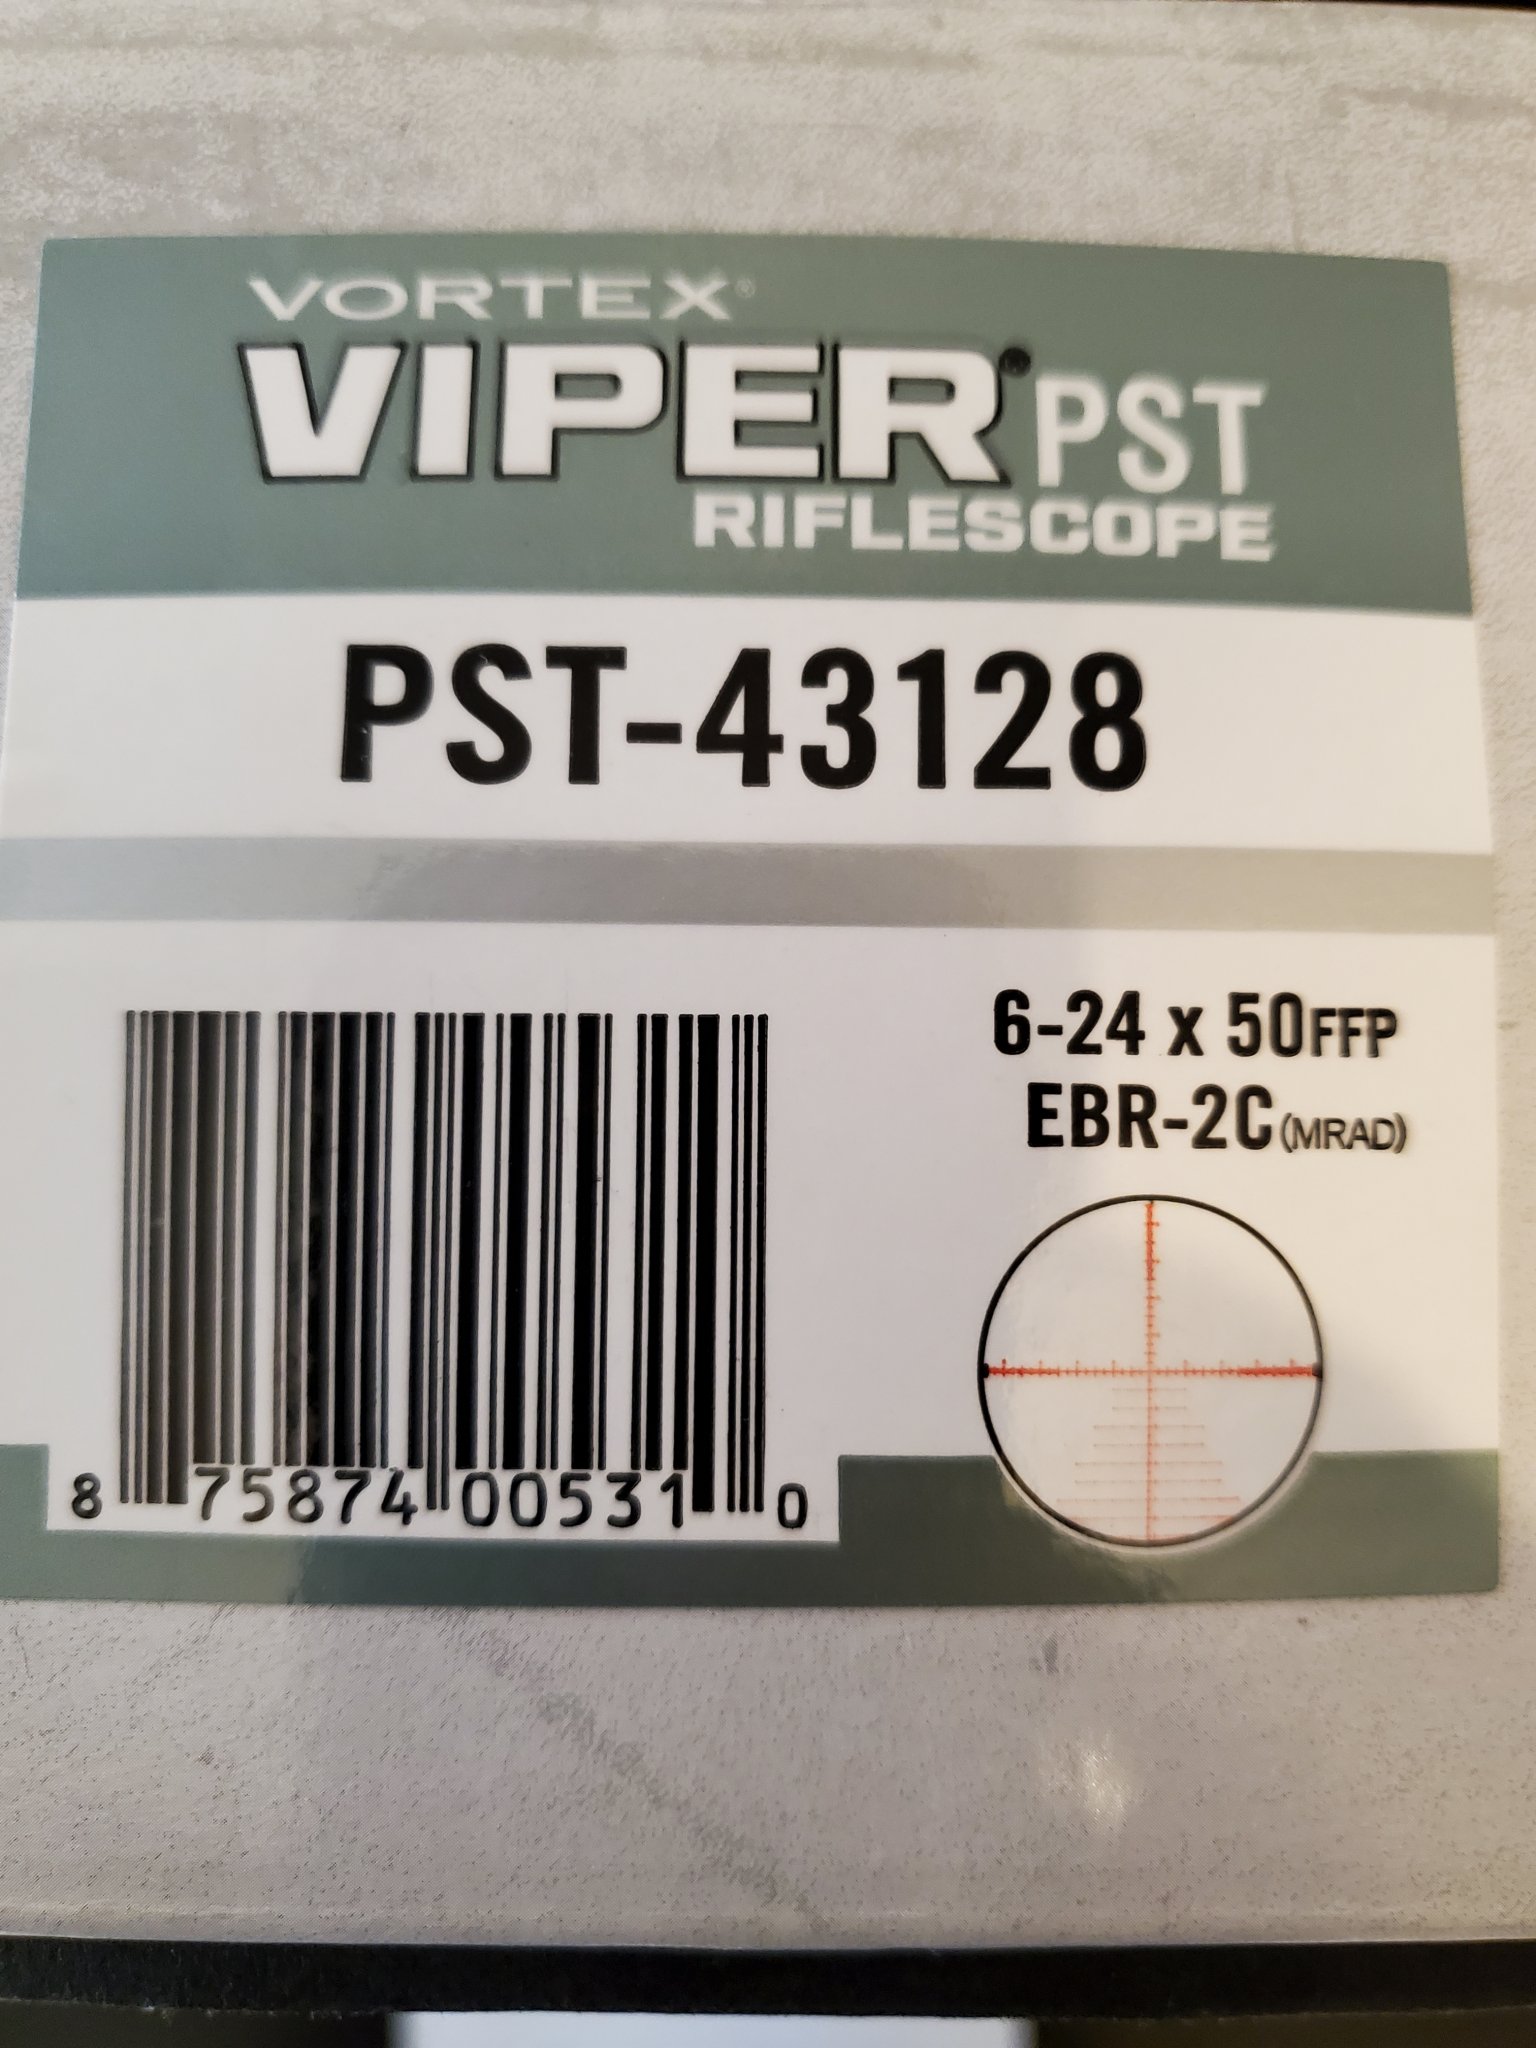 VORTEX®
VIPER® PST
RIFLESCOPE
PST-43128
6-24 x 50FFP
EBR-2C (MRAD)
8 75874 00531 0